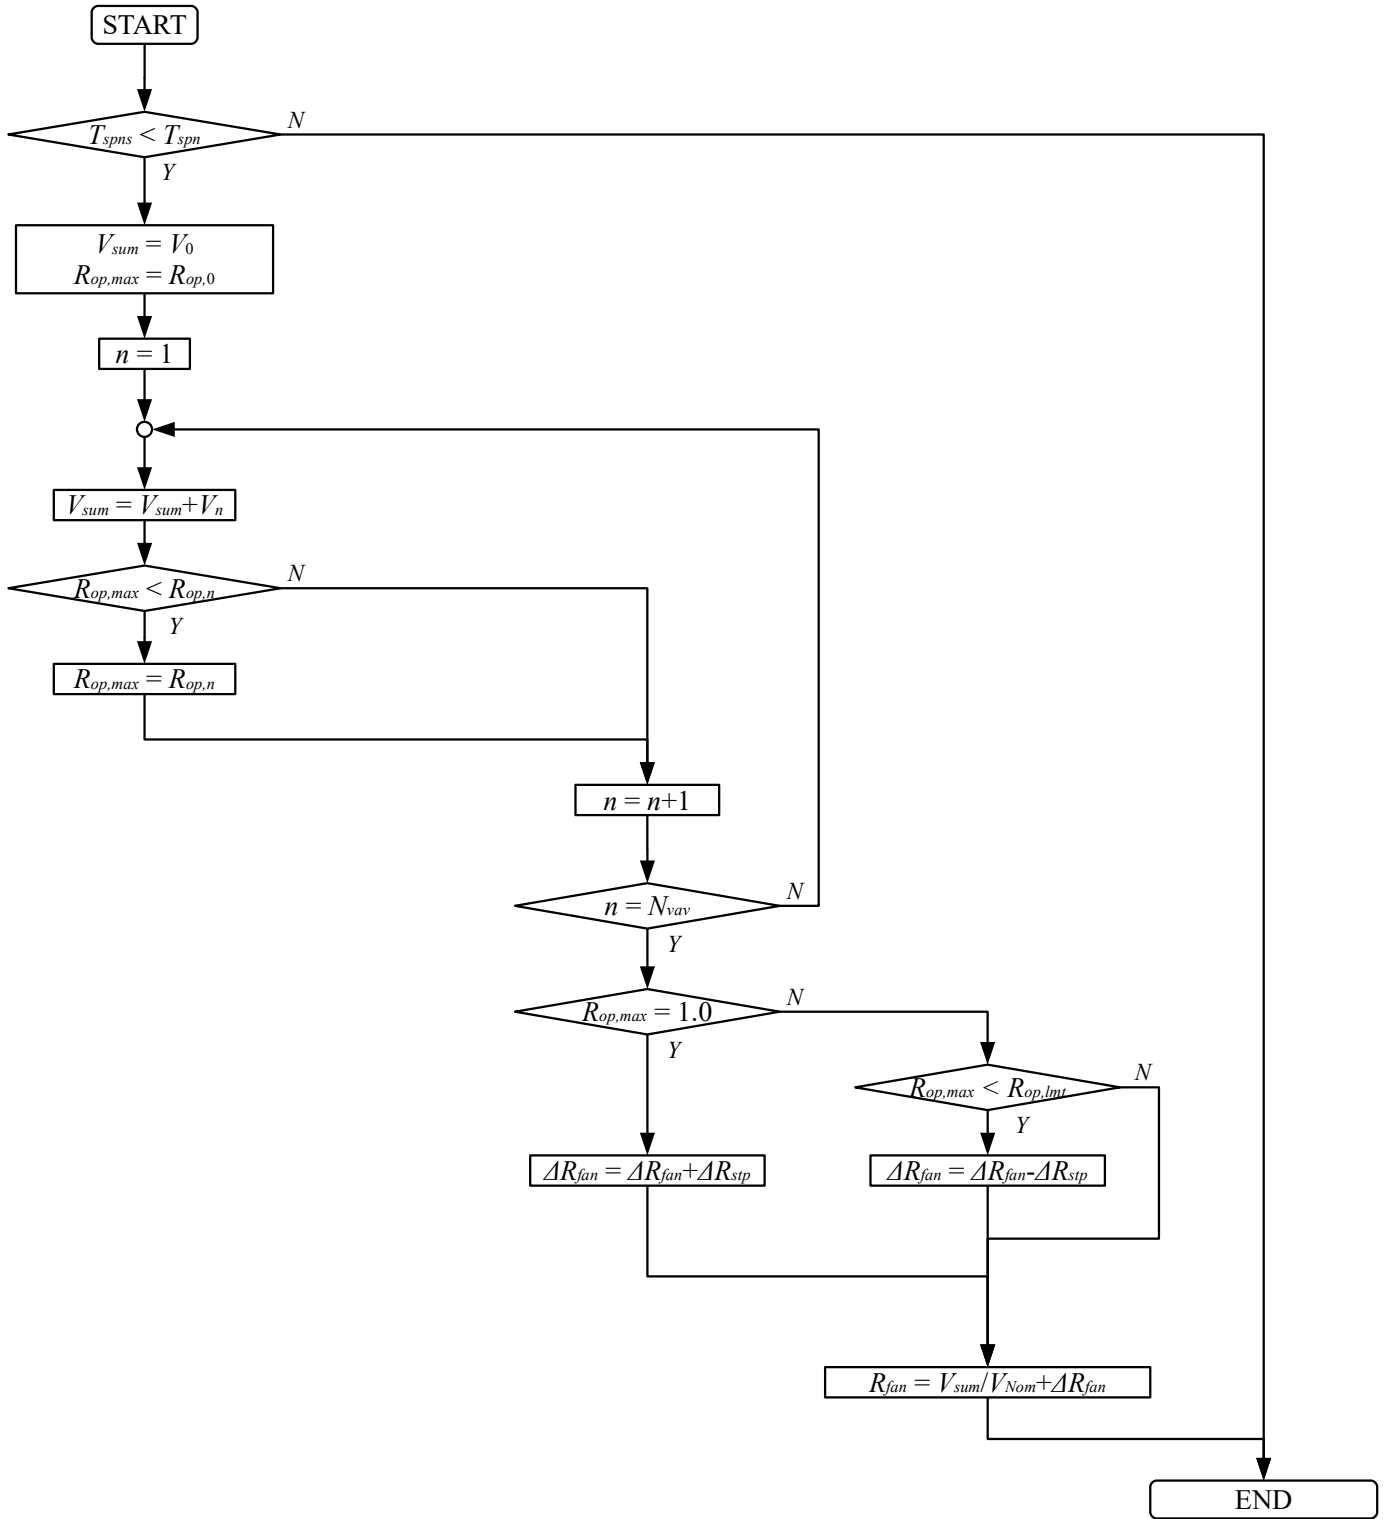 START
N
T_spns < T_spn
Y
V_sum = V_0
R_op,max = R_op,0
n = 1
V_sum = V_sum+V_n
N
R_op,max < R_op,n
Y
R_op,max = R_op,n
n = n+1
N
n = N_vav
Y
N
R_op,max = 1.0
Y
N
R_op,max < R_op,lmt
Y
ΔR_fan = ΔR_fan+ΔR_stp
ΔR_fan = ΔR_fan-ΔR_stp
R_fan = V_sum/V_Nom+ΔR_fan
END